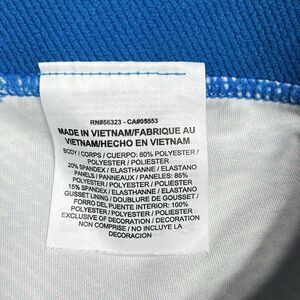 RN#56323 - CA#05553
MADE IN VIETNAM/FABRIQUE AU
VIETNAM/HECHO EN VIETNAM
BODY / CORPS / CUERPO: 80% POLYESTER /
POLYESTER / POLIESTER
20% SPANDEX / ELASTHANNE / ELASTANO
PANELS / PANNEAUX / PANELES: 85%
POLYESTER / POLYESTER / POLIESTER
15% SPANDEX / ELASTHANNE / ELASTANO
GUSSET LINING / DOUBLURE DE GOUSSET /
FORRO DEL PUENTE INTERIOR: 100%
POLYESTER / POLYESTER / POLIESTER
EXCLUSIVE OF DECORATION / DECORATION
NON COMPRISE / NO INCLUYE LA
DECORACION